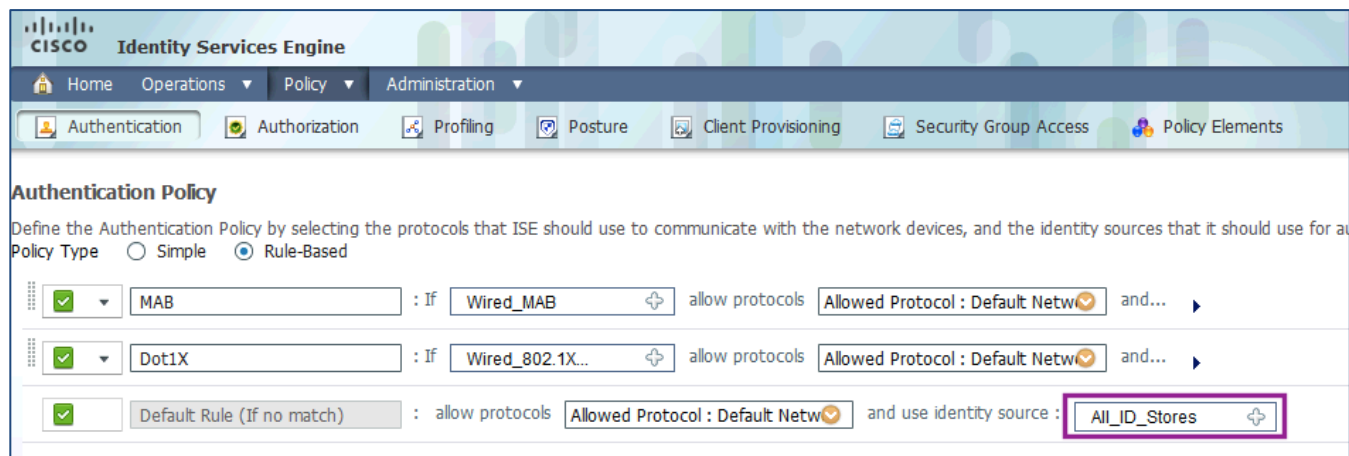 CISCO Identity Services Engine
Home Operations Policy Administration
Authentication Authorization Profiling Posture Client Provisioning Security Group Access Policy Elements
Authentication Policy
Define the Authentication Policy by selecting the protocols that ISE should use to communicate with the network devices, and the identity sources that it should use for au
Policy Type Simple Rule-Based
MAB : If Wired_MAB allow protocols Allowed Protocol : Default Netw and...
Dot1X : If Wired_802.1X... allow protocols Allowed Protocol : Default Netw and...
Default Rule (If no match) : allow protocols Allowed Protocol : Default Netw and use identity source : All_ID_Stores